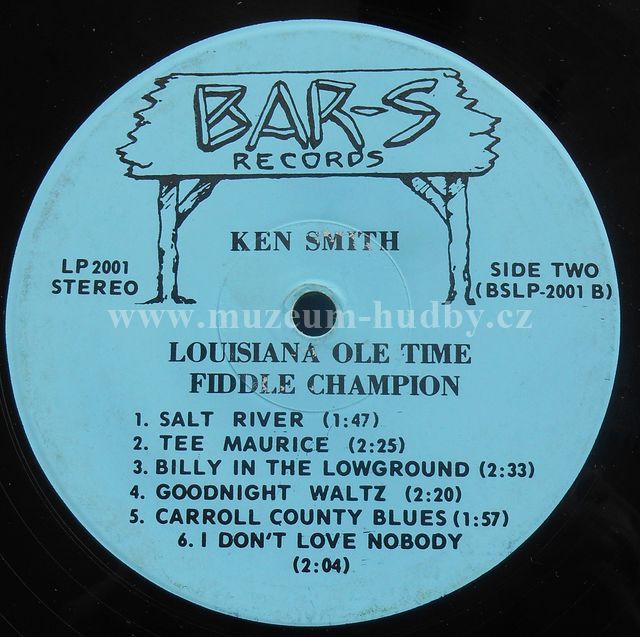 BAR-S
RECORDS
KEN SMITH
LP2001
STEREO
SIDE TWO
(BSLP-2001 B)
www.muzeum-hudby.cz
LOUISIANA OLE TIME
FIDDLE CHAMPION
1. SALT RIVER (1:47)
2. TEE MAURICE (2:25)
3. BILLY IN THE LOWGROUND (2:33)
4. GOODNIGHT WALTZ (2:20)
5. CARROLL COUNTY BLUES (1:57)
6. I DON'T LOVE NOBODY
(2:04)